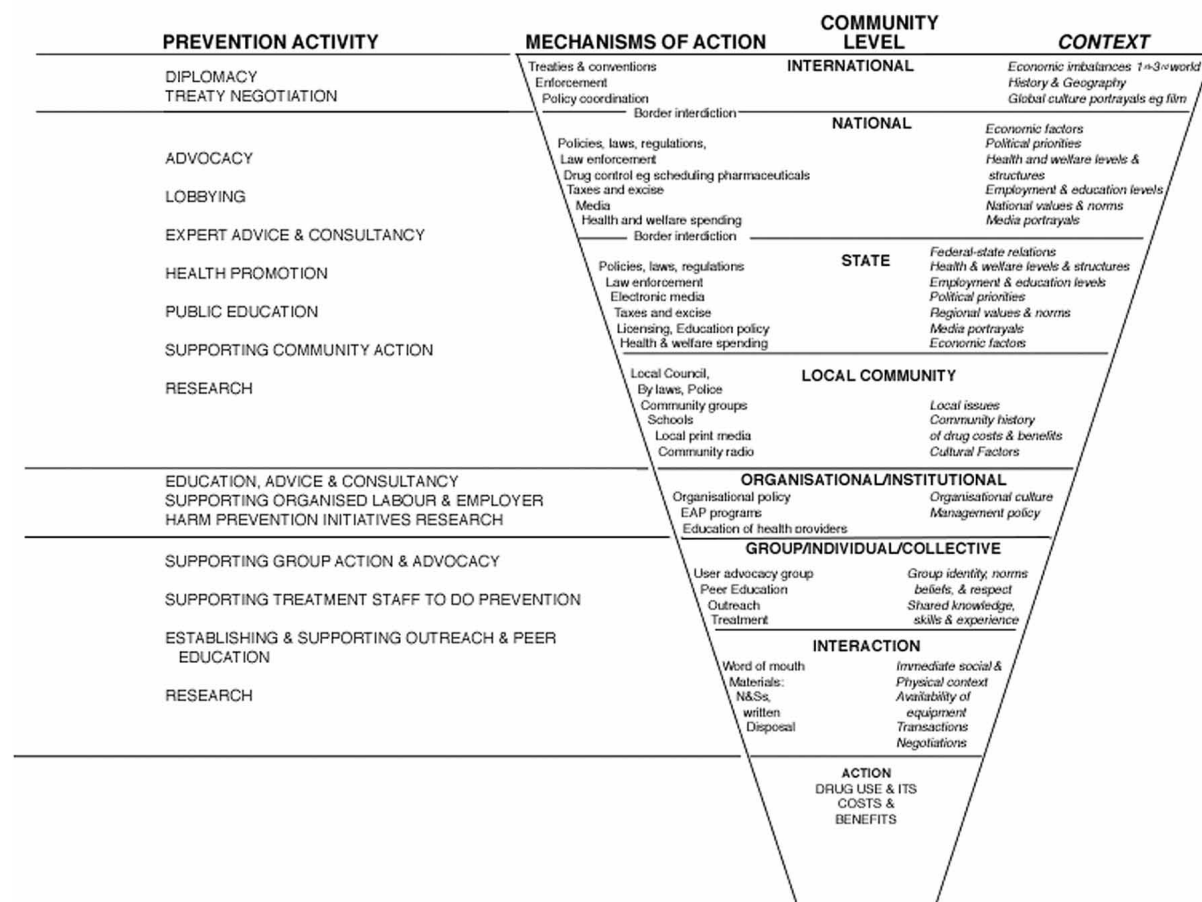 PREVENTION ACTIVITY
MECHANISMS OF ACTION
COMMUNITY
LEVEL
CONTEXT
DIPLOMACY
TREATY NEGOTIATION
Treaties & conventions
Enforcement
Policy coordination
INTERNATIONAL
Economic imbalances 1st-3rd world
History & Geography
Global culture portrayals eg film
Border interdiction
ADVOCACY
LOBBYING
EXPERT ADVICE & CONSULTANCY
HEALTH PROMOTION
PUBLIC EDUCATION
SUPPORTING COMMUNITY ACTION
RESEARCH
NATIONAL
Policies, laws, regulations,
Law enforcement
Drug control eg scheduling pharmaceuticals
Taxes and excise
Media
Health and welfare spending
Economic factors
Political priorities
Health and welfare levels &
structures
Employment & education levels
National values & norms
Media portrayals
Border interdiction
STATE
Policies, laws, regulations
Law enforcement
Electronic media
Taxes and excise
Licensing, Education policy
Health & welfare spending
Federal-state relations
Health & welfare levels & structures
Employment & education levels
Political priorities
Regional values & norms
Media portrayals
Economic factors
LOCAL COMMUNITY
Local Council,
By laws, Police
Community groups
Schools
Local print media
Community radio
Local issues
Community history
of drug costs & benefits
Cultural Factors
EDUCATION, ADVICE & CONSULTANCY
SUPPORTING ORGANISED LABOUR & EMPLOYER
HARM PREVENTION INITIATIVES RESEARCH
ORGANISATIONAL/INSTITUTIONAL
Organisational policy
EAP programs
Education of health providers
Organisational culture
Management policy
SUPPORTING GROUP ACTION & ADVOCACY
SUPPORTING TREATMENT STAFF TO DO PREVENTION
ESTABLISHING & SUPPORTING OUTREACH & PEER
EDUCATION
RESEARCH
GROUP/INDIVIDUAL/COLLECTIVE
User advocacy group
Peer Education
Outreach
Treatment
Group identity, norms
beliefs, & respect
Shared knowledge,
skills & experience
INTERACTION
Word of mouth
Materials:
N&Ss,
written
Disposal
Immediate social &
Physical context
Availability of
equipment
Transactions
Negotiations
ACTION
DRUG USE & ITS
COSTS &
BENEFITS